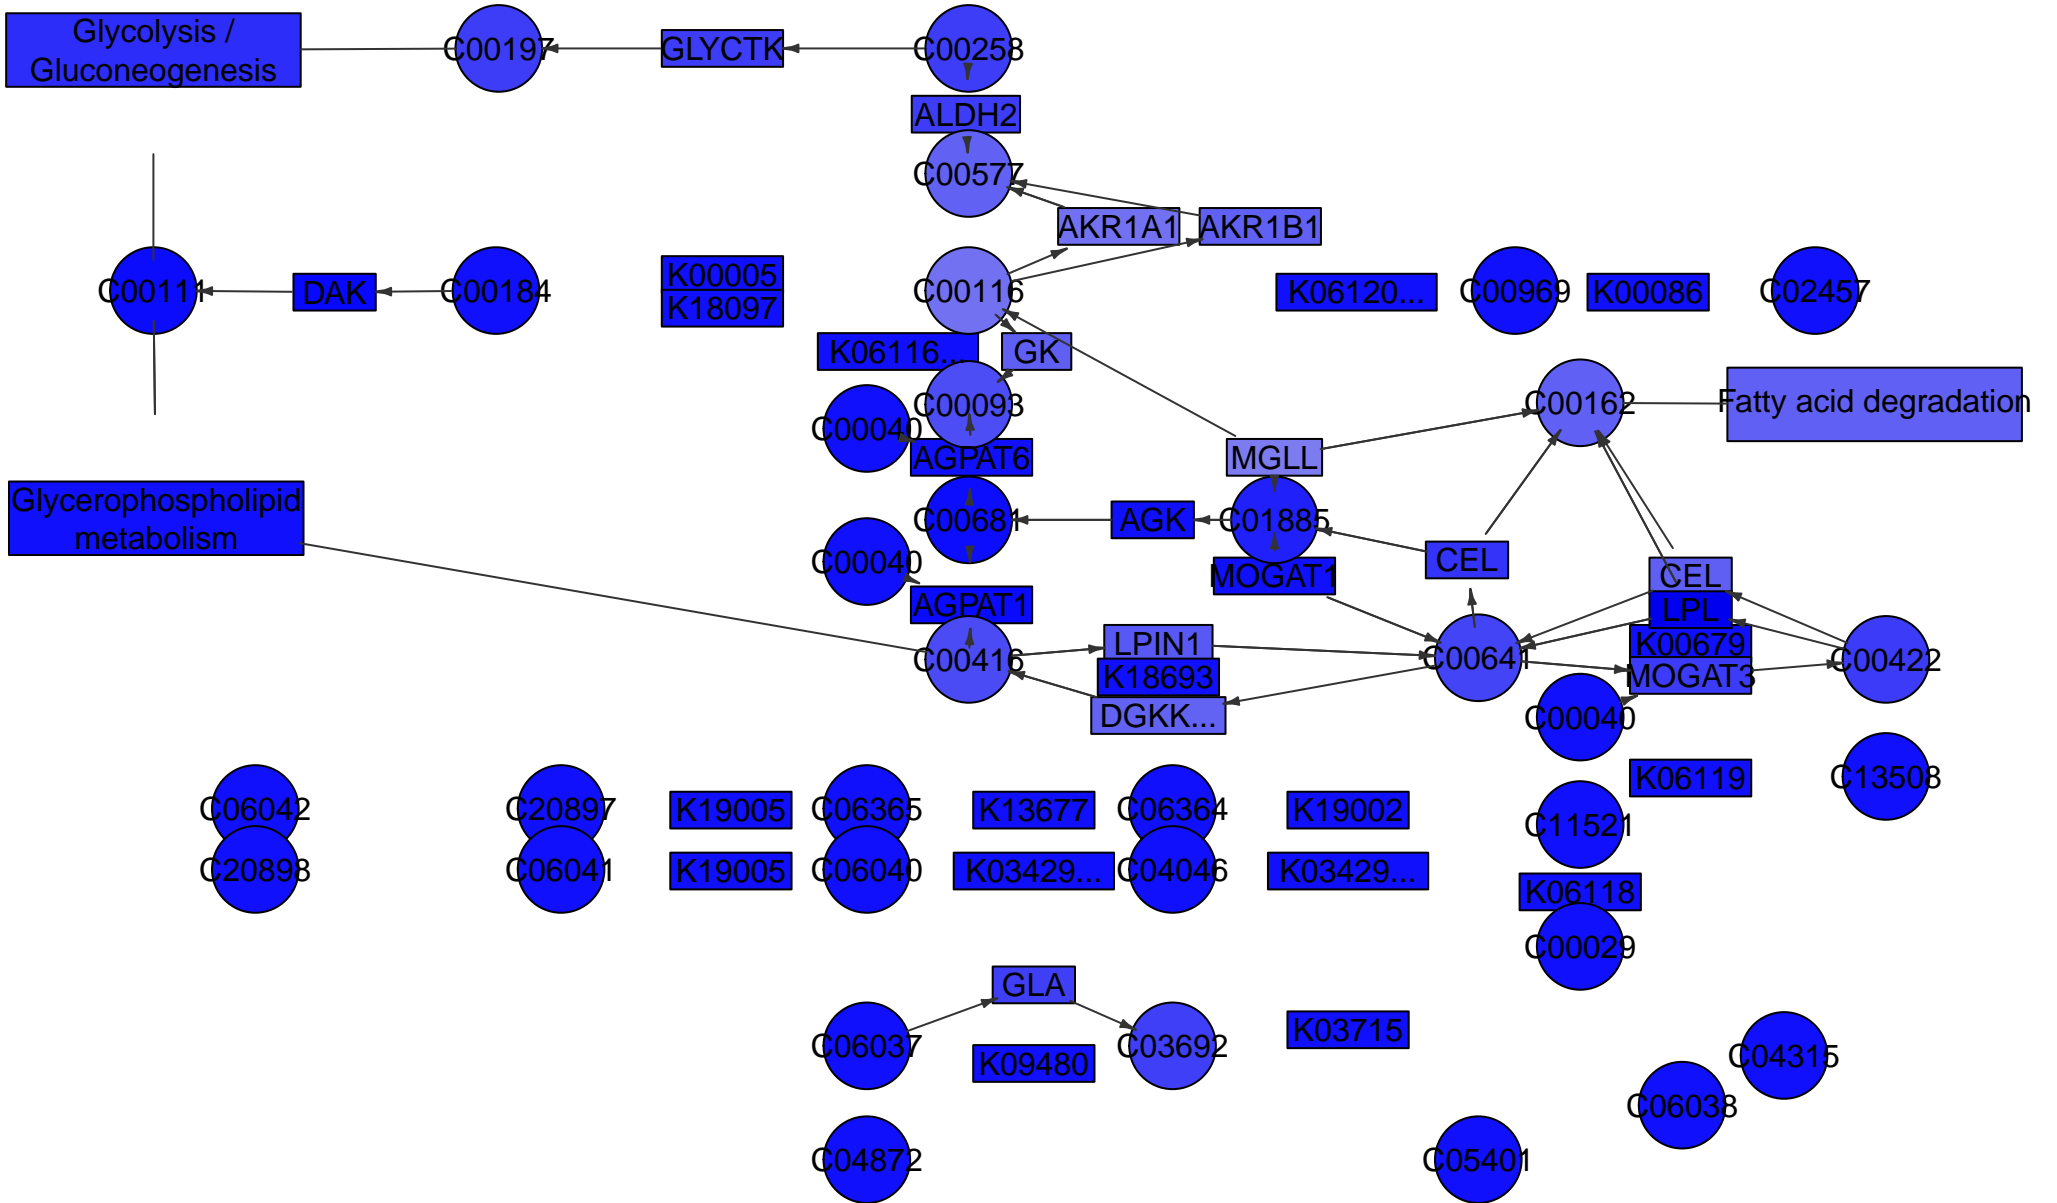 Glycolysis /
Gluconeogenesis
C00197
GLYCTK
C00258
ALDH2
C00577
AKR1A1
AKR1B1
C00111
DAK
C00184
K00005
K18097
C00116
K06120...
C00969
K00086
C02457
K06116...
GK
C00093
C00162
Fatty acid degradation
C00040
AGPAT6
MGLL
Glycerophospholipid
metabolism
C00681
AGK
C01885
C00040
MOGAT1
CEL
CEL
LPL
AGPAT1
C00416
LPIN1
K18693
DGKK...
C00641
K00679
MOGAT3
C00422
C00040
C06042
C20897
K19005
C06365
K13677
C06364
K19002
K06119
C13508
C11521
C20898
C06041
K19005
C06040
K03429...
C04046
K03429...
K06118
C00029
GLA
C06037
K09480
C03692
K03715
C04315
C06038
C04872
C05401